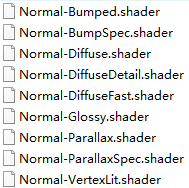 Normal-Bumped.shader
Normal-BumpSpec.shader
Normal-Diffuse.shader
Normal-DiffuseDetail.shader
Normal-DiffuseFast.shader
Normal-Glossy.shader
Normal-Parallax.shader
Normal-ParallaxSpec.shader
Normal-VertexLit.shader